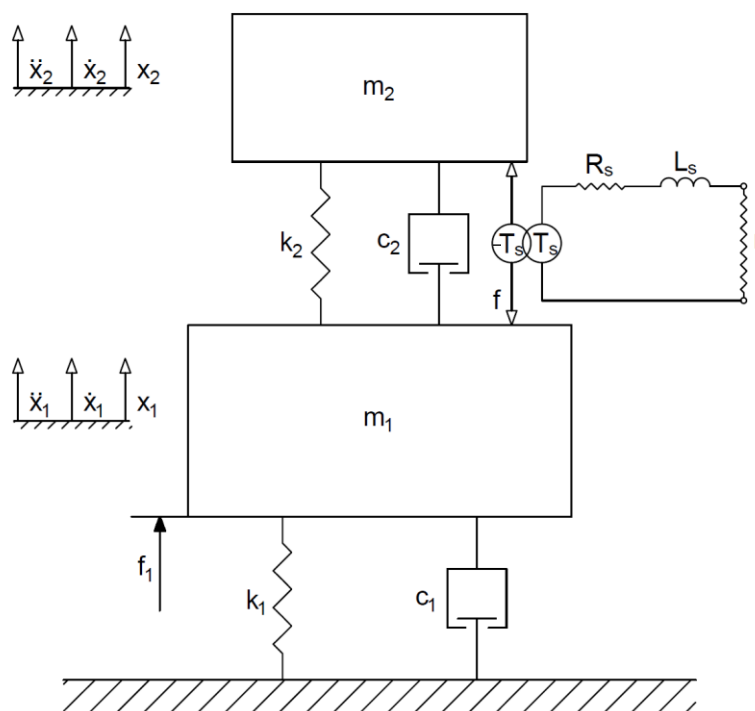 ẍ₂ ẋ₂ x₂
m₂
Rₛ Lₛ
k₂ c₂ -Tₛ Tₛ
f
ẍ₁ ẋ₁ x₁
m₁
f₁ k₁ c₁